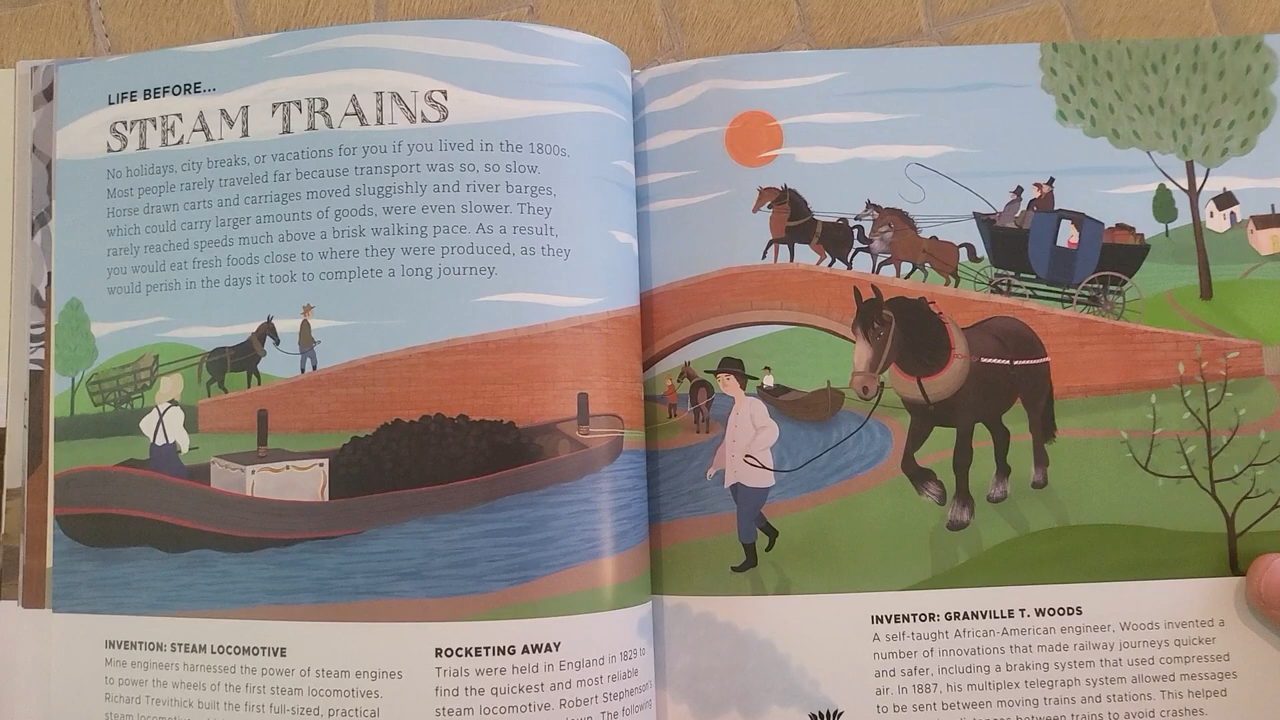 LIFE BEFORE...
STEAM TRAINS
No holidays, city breaks, or vacations for you if you lived in the 1800s.
Most people rarely traveled far because transport was so, so slow.
Horse drawn carts and carriages moved sluggishly and river barges,
which could carry larger amounts of goods, were even slower. They
rarely reached speeds much above a brisk walking pace. As a result,
you would eat fresh foods close to where they were produced, as they
would perish in the days it took to complete a long journey.
INVENTION: STEAM LOCOMOTIVE
Mine engineers harnessed the power of steam engines
to power the wheels of the first steam locomotives.
Richard Trevithick built the first full-sized, practical
steam
ROCKETING AWAY
Trials were held in England in 1829 to
find the quickest and most reliable
steam locomotive. Robert Stephenson's
The following
INVENTOR: GRANVILLE T. WOODS
A self-taught African-American engineer, Woods invented a
number of innovations that made railway journeys quicker
and safer, including a braking system that used compressed
air. In 1887, his multiplex telegraph system allowed messages
to be sent between moving trains and stations. This helped
between trains to avoid crashes.